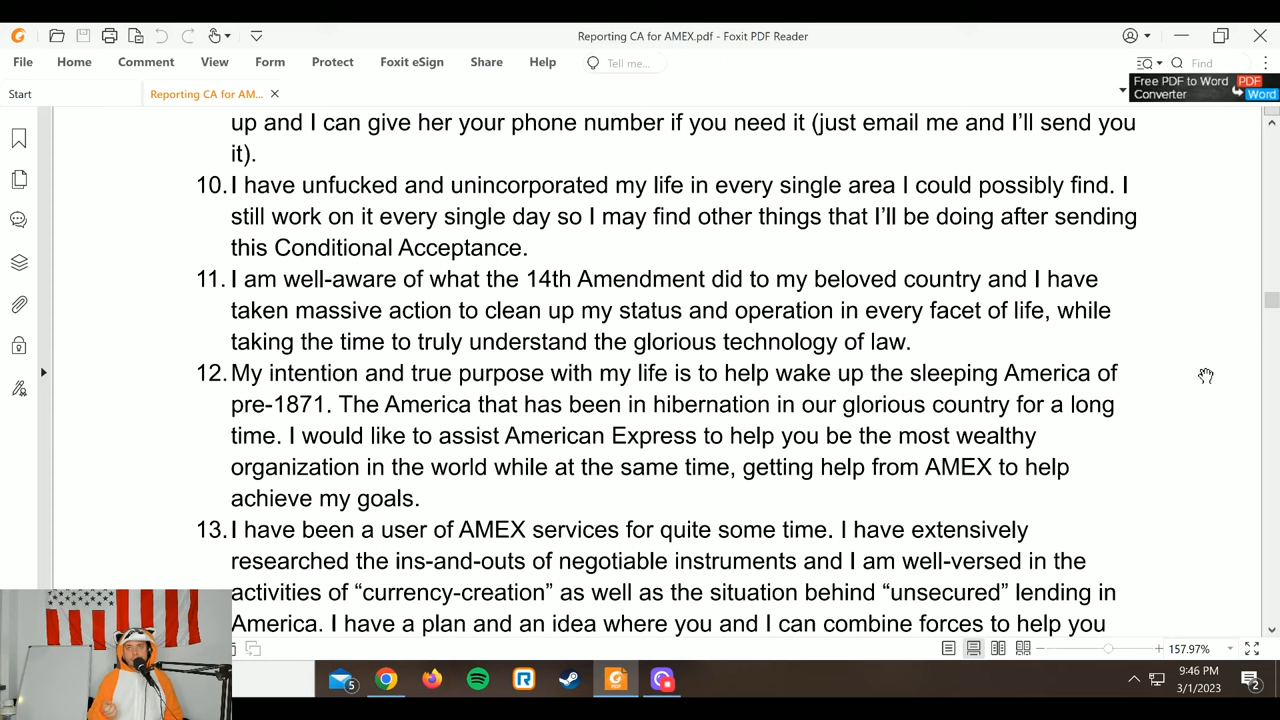 Reporting CA for AMEX.pdf - Foxit PDF Reader
File Home Comment View Form Protect Foxit eSign Share Help Tell me... Find
Free PDF to Word
Converter
PDF
Word
Start Reporting CA for AM...
up and I can give her your phone number if you need it (just email me and I’ll send you
it).
10. I have unfucked and unincorporated my life in every single area I could possibly find. I
still work on it every single day so I may find other things that I’ll be doing after sending
this Conditional Acceptance.
11. I am well-aware of what the 14th Amendment did to my beloved country and I have
taken massive action to clean up my status and operation in every facet of life, while
taking the time to truly understand the glorious technology of law.
12. My intention and true purpose with my life is to help wake up the sleeping America of
pre-1871. The America that has been in hibernation in our glorious country for a long
time. I would like to assist American Express to help you be the most wealthy
organization in the world while at the same time, getting help from AMEX to help
achieve my goals.
13. I have been a user of AMEX services for quite some time. I have extensively
researched the ins-and-outs of negotiable instruments and I am well-versed in the
activities of “currency-creation” as well as the situation behind “unsecured” lending in
America. I have a plan and an idea where you and I can combine forces to help you
157.97%
5
R
9:46 PM
3/1/2023
2